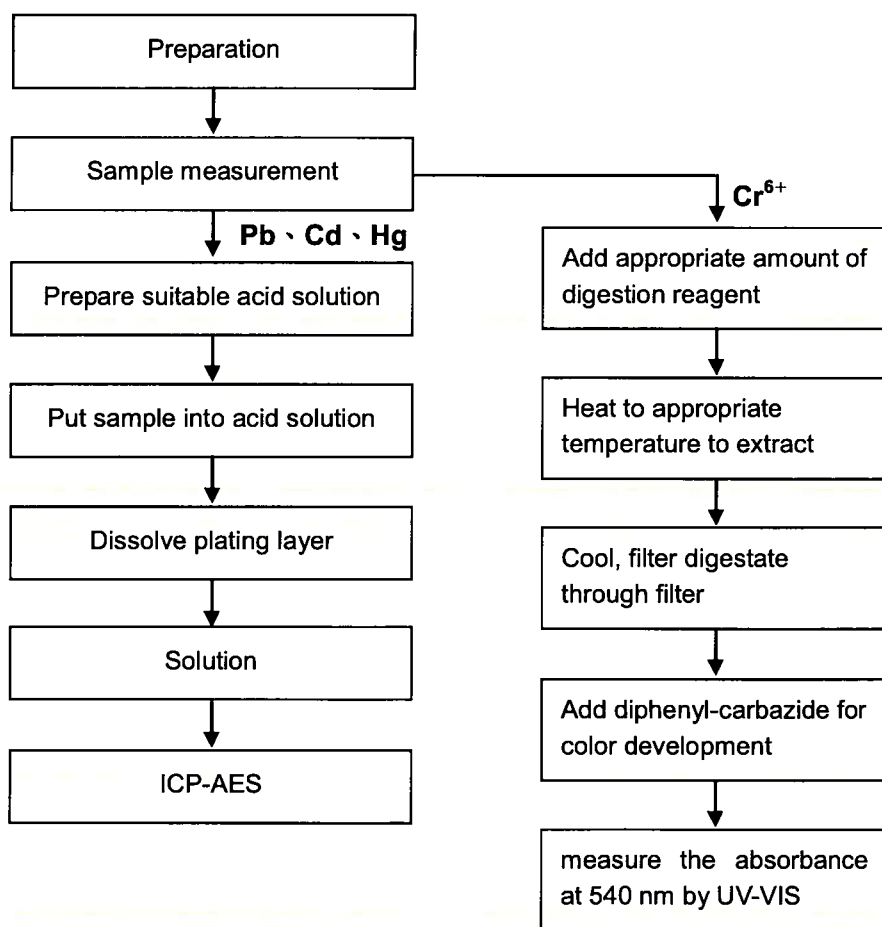 Preparation
Sample measurement
Pb、Cd、Hg
Prepare suitable acid solution
Put sample into acid solution
Dissolve plating layer
Solution
ICP-AES
Cr⁶⁺
Add appropriate amount of
digestion reagent
Heat to appropriate
temperature to extract
Cool, filter digestate
through filter
Add diphenyl-carbazide for
color development
measure the absorbance
at 540 nm by UV-VIS